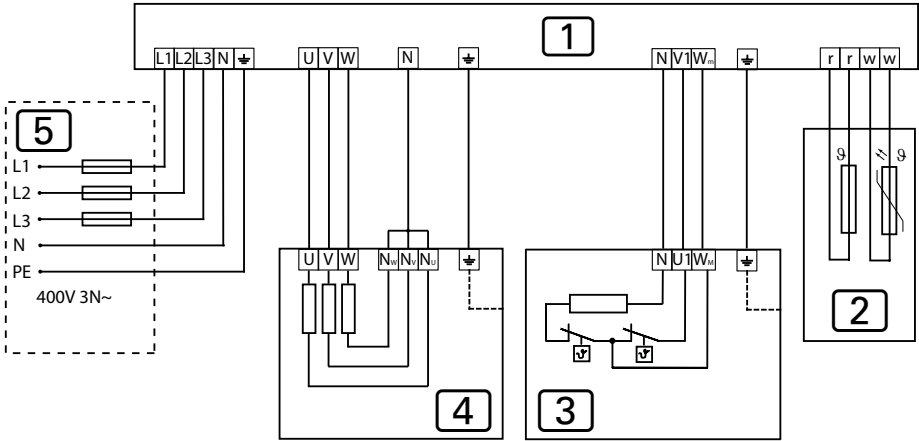 1
L1 L2 L3 N ⏚ U V W N ⏚ N V1 Wm ⏚ r r w w
5
L1
L2
L3
N
PE
400V 3N~
U V W NW NV NU ⏚
4
N U1 WM ⏚
ϑ ϑ
3
ϑ ϑ
2